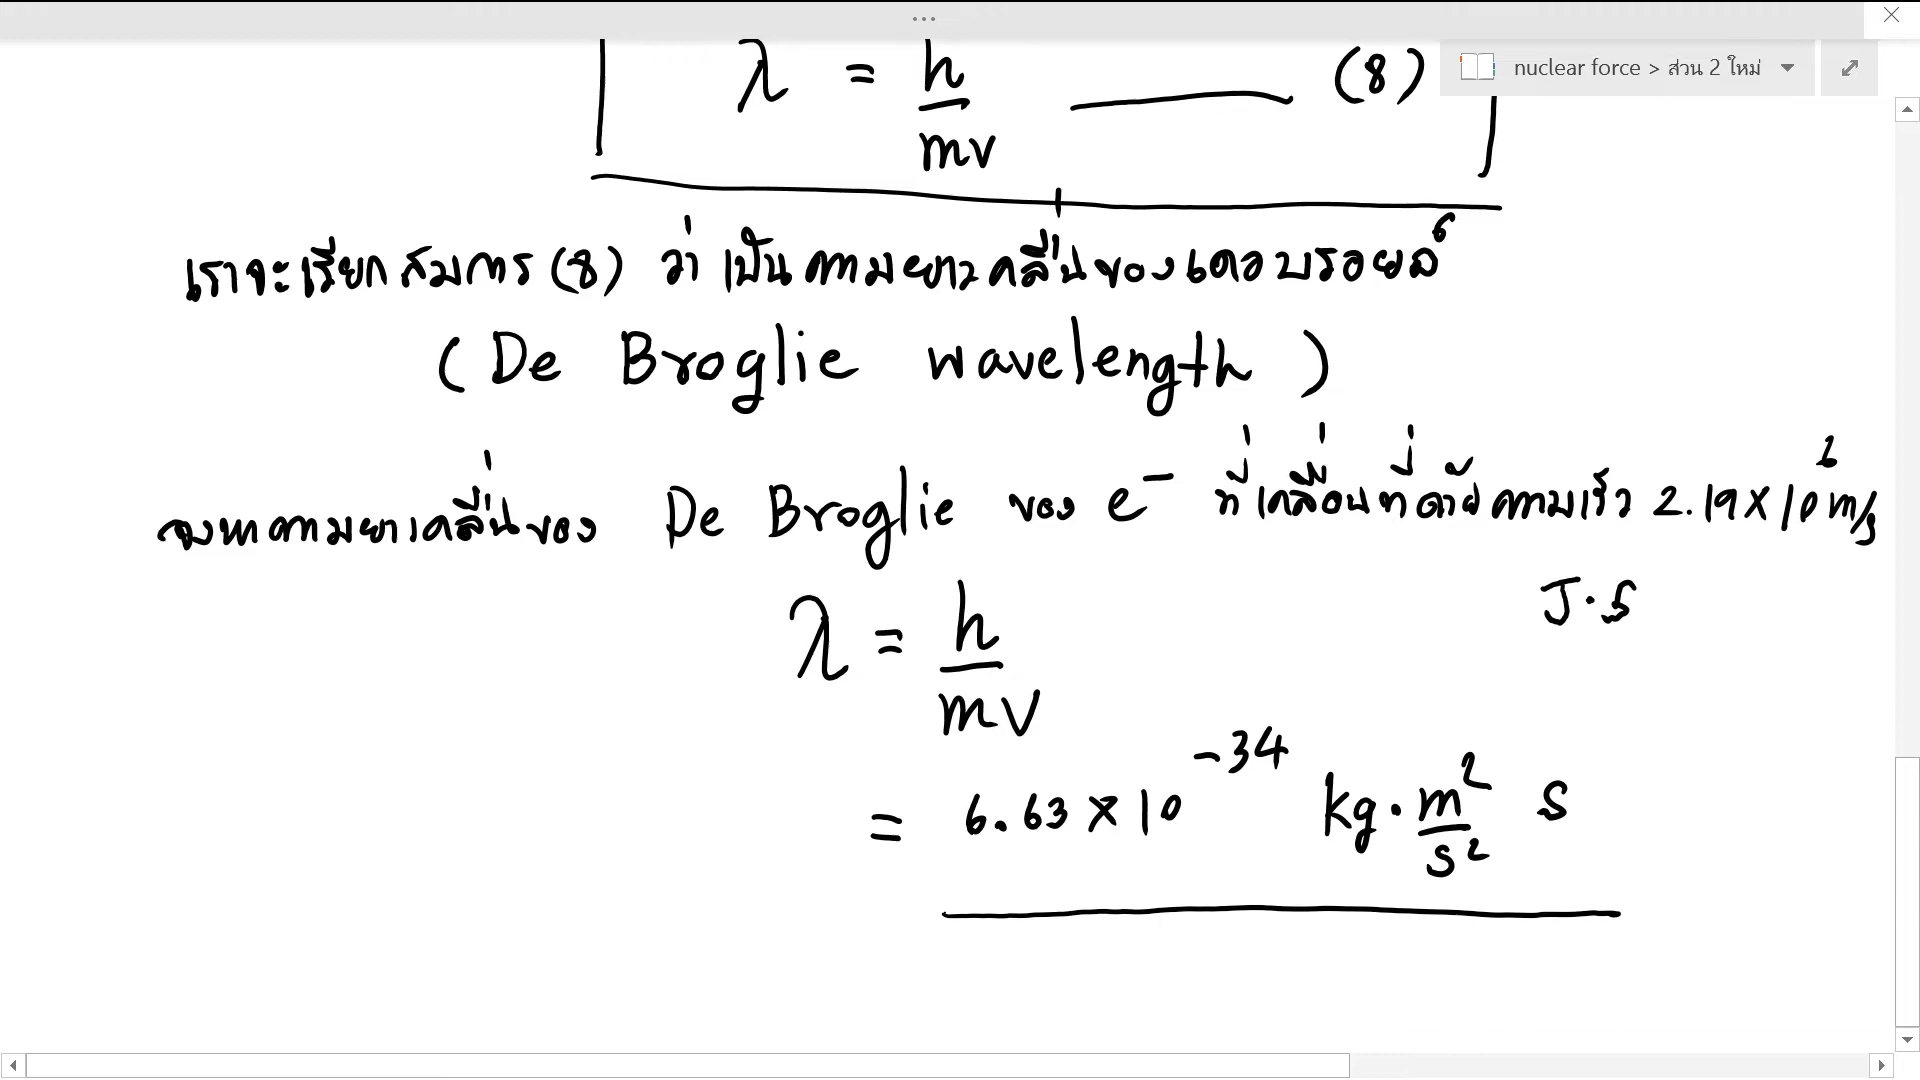 ...
nuclear force > ส่วน 2 ใหม่
λ = h/mv ——— (8)
เราจะเรียกสมการ (8) ว่าเป็นความยาวคลื่นของเดอบรอยล์
( De Broglie wavelength )
จงหาความยาวคลื่นของ De Broglie ของ e⁻ ที่เคลื่อนที่ด้วยความเร็ว 2.19 × 10⁶ m/s
J·s
λ = h/mv
= 6.63 × 10⁻³⁴ kg · m²/s² s